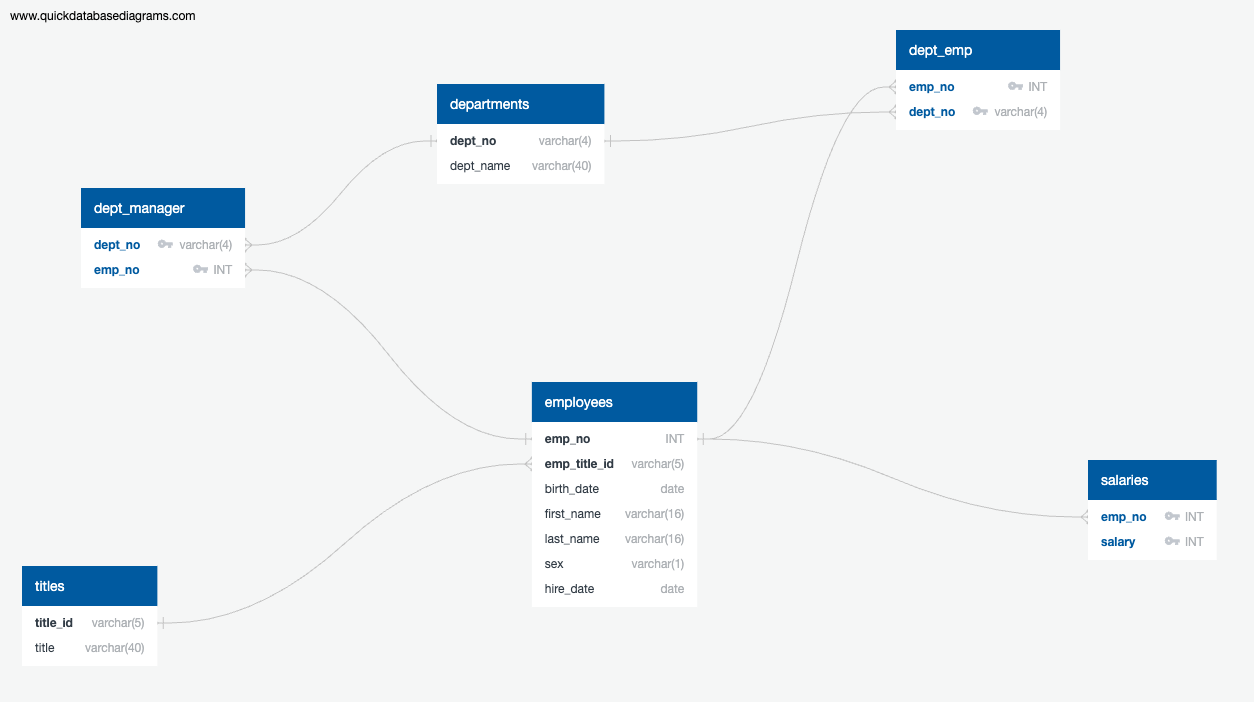 www.quickdatabasediagrams.com
dept_emp
emp_no INT
dept_no varchar(4)
departments
dept_no varchar(4)
dept_name varchar(40)
dept_manager
dept_no varchar(4)
emp_no INT
employees
emp_no INT
emp_title_id varchar(5)
birth_date date
first_name varchar(16)
last_name varchar(16)
sex varchar(1)
hire_date date
salaries
emp_no INT
salary INT
titles
title_id varchar(5)
title varchar(40)